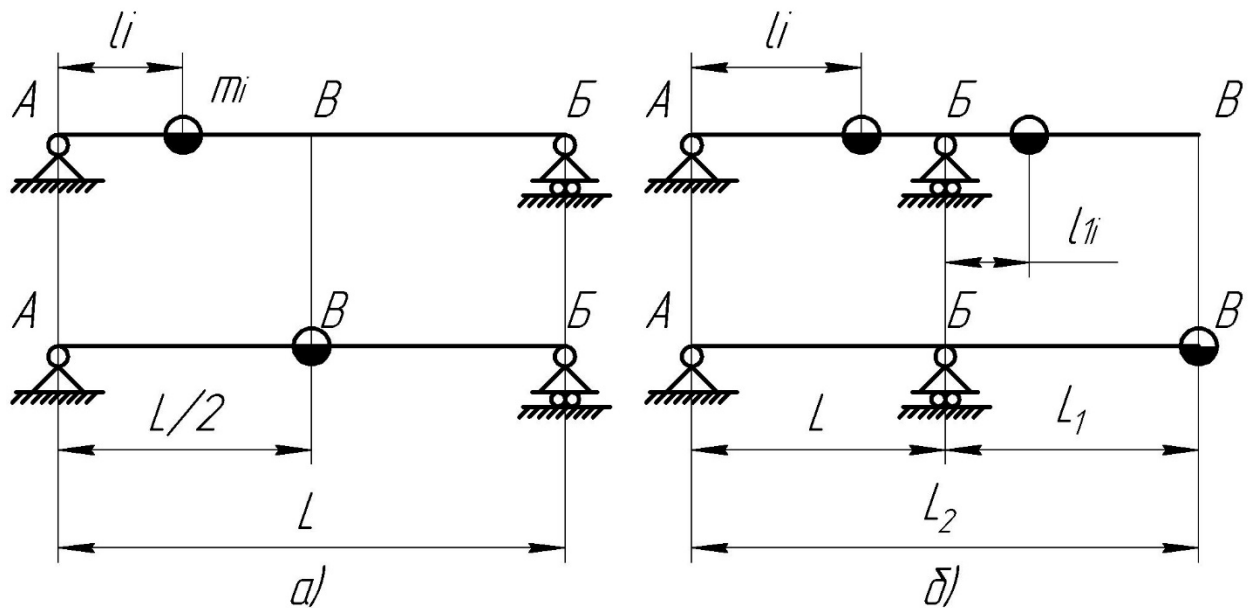 li li
А mi В Б А Б В
l1i
А В Б А Б В
L/2 L L1
L L2
а) б)